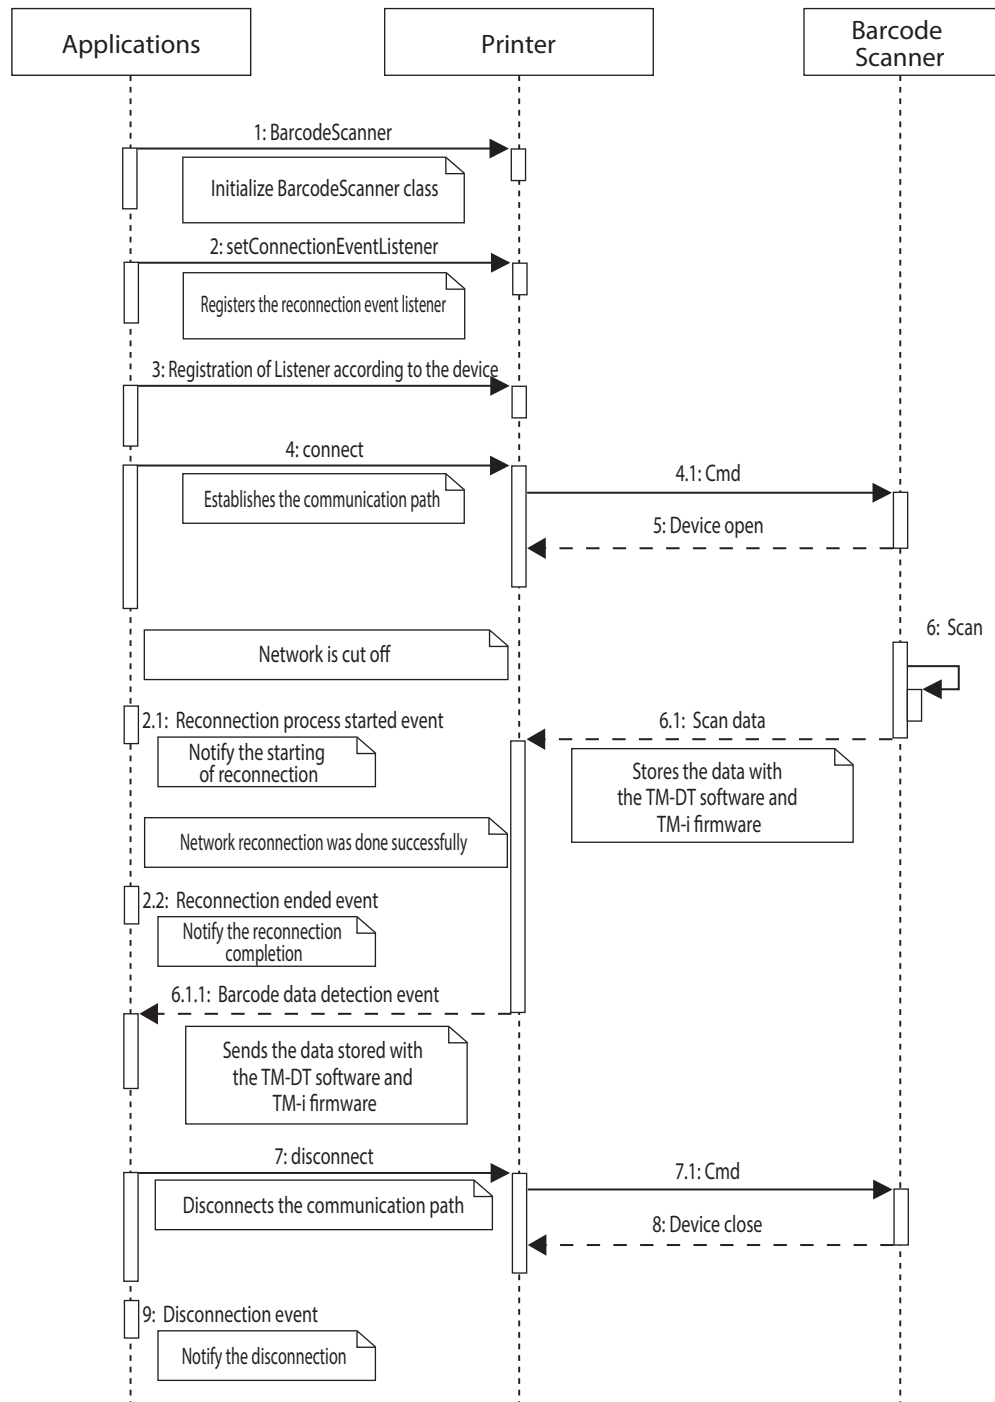 Applications
Printer
Barcode
Scanner
1: BarcodeScanner
Initialize BarcodeScanner class
2: setConnectionEventListener
Registers the reconnection event listener
3: Registration of Listener according to the device
4: connect
Establishes the communication path
4.1: Cmd
5: Device open
6: Scan
Network is cut off
2.1: Reconnection process started event
Notify the starting
of reconnection
6.1: Scan data
Stores the data with
the TM-DT software and
TM-i firmware
Network reconnection was done successfully
2.2: Reconnection ended event
Notify the reconnection
completion
6.1.1: Barcode data detection event
Sends the data stored with
the TM-DT software and
TM-i firmware
7: disconnect
Disconnects the communication path
7.1: Cmd
8: Device close
9: Disconnection event
Notify the disconnection